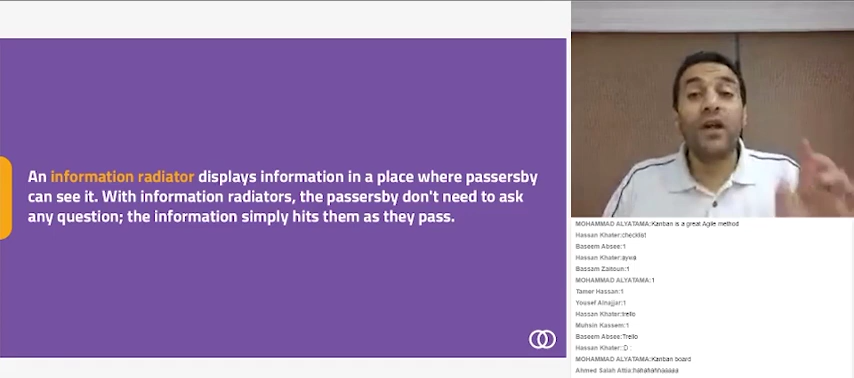 An information radiator displays information in a place where passersby
can see it. With information radiators, the passersby don't need to ask
any question; the information simply hits them as they pass.
MOHAMMAD ALYATAMA:Kanban is a great Agile method
Hassan Khater:checklist
Baseem Absee:1
Hassan Khater:aywa
Bassam Zaitoun:1
MOHAMMAD ALYATAMA:1
Tamer Hassan:1
Yousef Alnajjar:1
Hassan Khater:trello
Muhsin Kassem:1
Baseem Absee:Trello
Hassan Khater::D :
MOHAMMAD ALYATAMA:Kanban board
Ahmed Salah Attia:hahahahhaaaaa